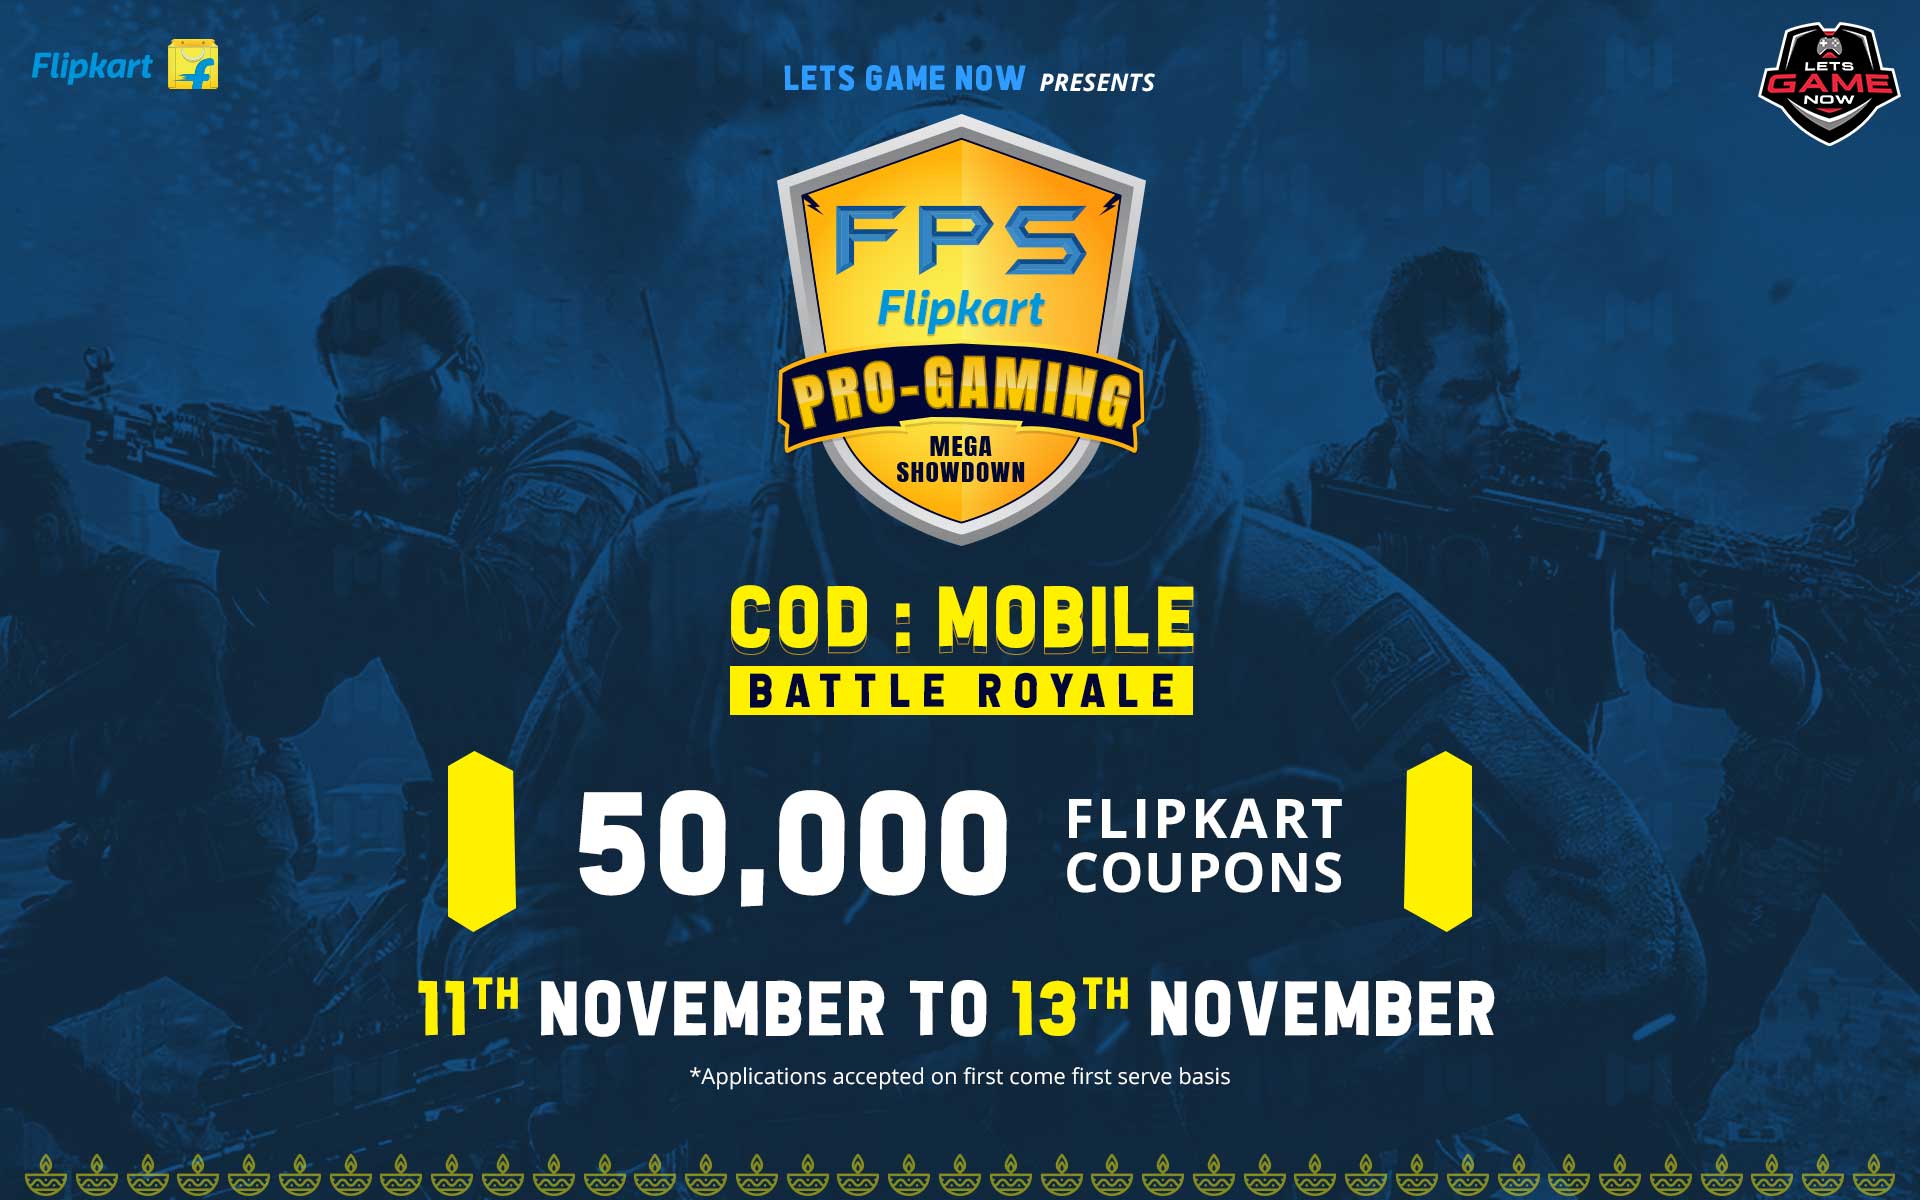 Flipkart
LETS GAME NOW PRESENTS
LETS
GAME
NOW
FPS
Flipkart
PRO-GAMING
MEGA
SHOWDOWN
COD : MOBILE
BATTLE ROYALE
50,000 FLIPKART
COUPONS
11TH NOVEMBER TO 13TH NOVEMBER
*Applications accepted on first come first serve basis